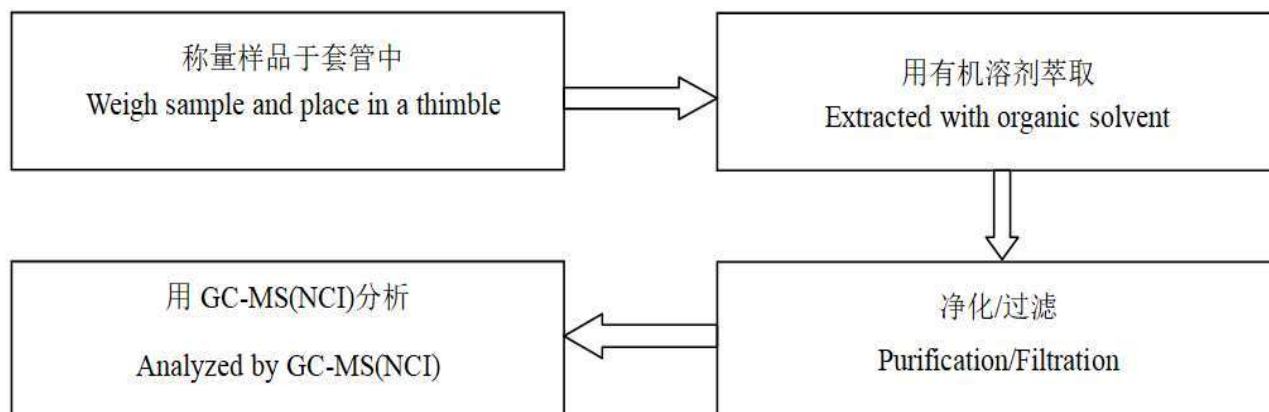 称量样品于套管中
Weigh sample and place in a thimble
用有机溶剂萃取
Extracted with organic solvent
净化/过滤
Purification/Filtration
用 GC-MS(NCI)分析
Analyzed by GC-MS(NCI)